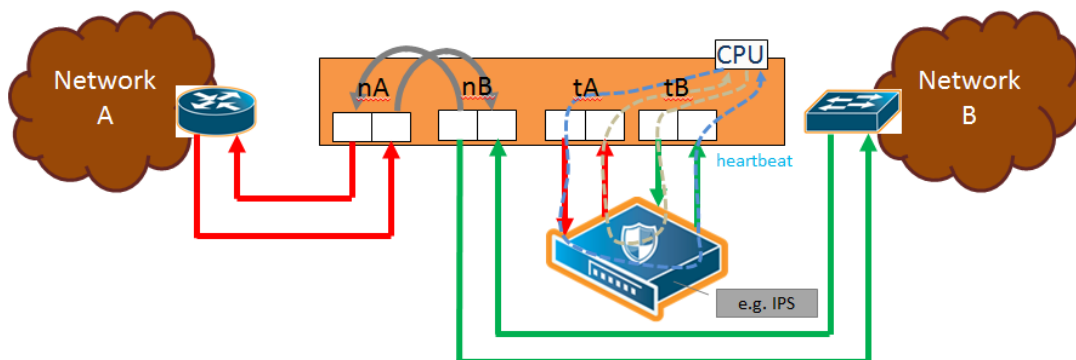 CPU
Network
A
nA
nB
tA
tB
Network
B
heartbeat
e.g. IPS